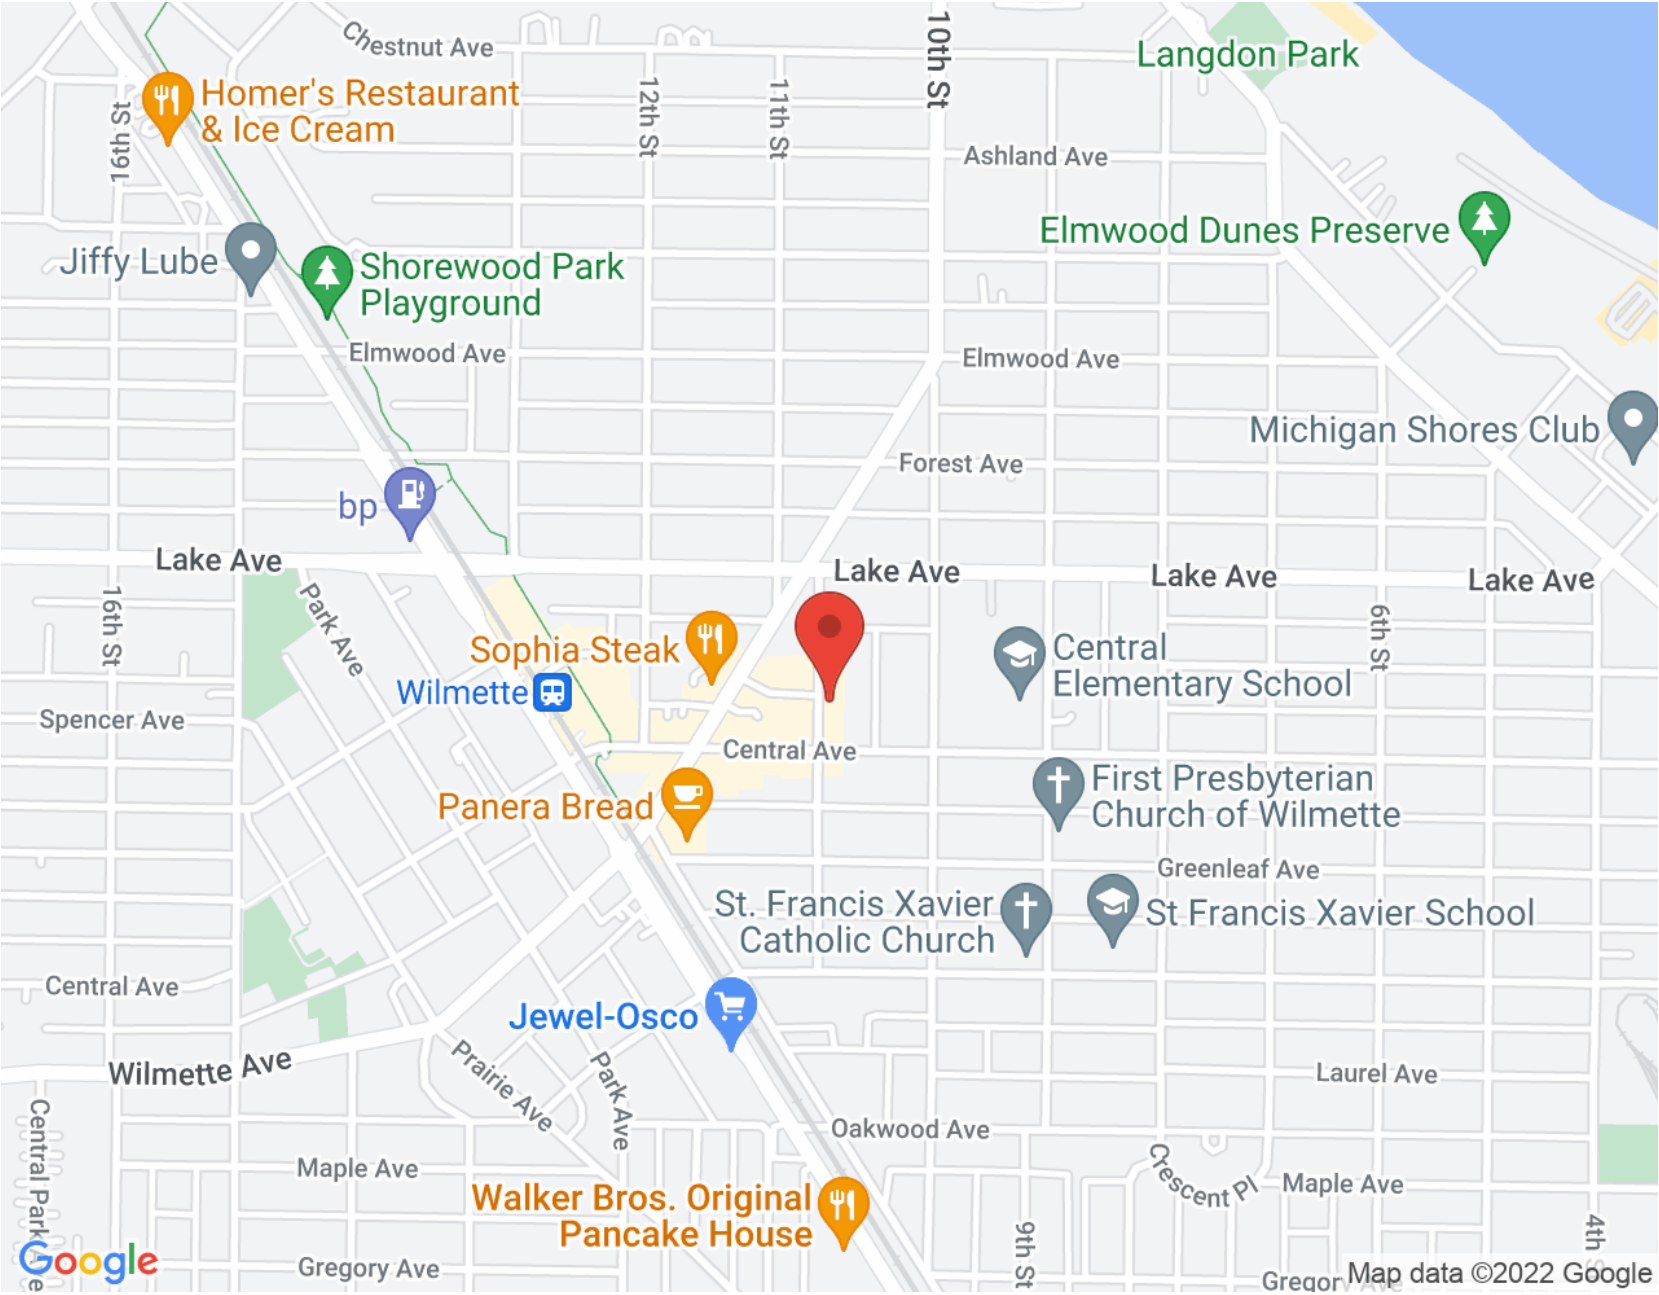 Chestnut Ave
10th St
Langdon Park
Homer's Restaurant
& Ice Cream
12th St
11th St
16th St
Ashland Ave
Elmwood Dunes Preserve
Jiffy Lube
Shorewood Park
Playground
Elmwood Ave
Elmwood Ave
Michigan Shores Club
Forest Ave
bp
Lake Ave
Lake Ave
Lake Ave
Lake Ave
16th St
Park Ave
6th St
Sophia Steak
Central
Elementary School
Wilmette
Spencer Ave
Central Ave
First Presbyterian
Church of Wilmette
Panera Bread
Greenleaf Ave
St. Francis Xavier
Catholic Church
St Francis Xavier School
Central Ave
Jewel-Osco
Wilmette Ave
Prairie Ave
Park Ave
Laurel Ave
Central Park Ave
Oakwood Ave
Maple Ave
Crescent Pl
Maple Ave
Walker Bros. Original
Pancake House
9th St
4th S
Google
Gregory Ave
Gregory Ave
Map data ©2022 Google